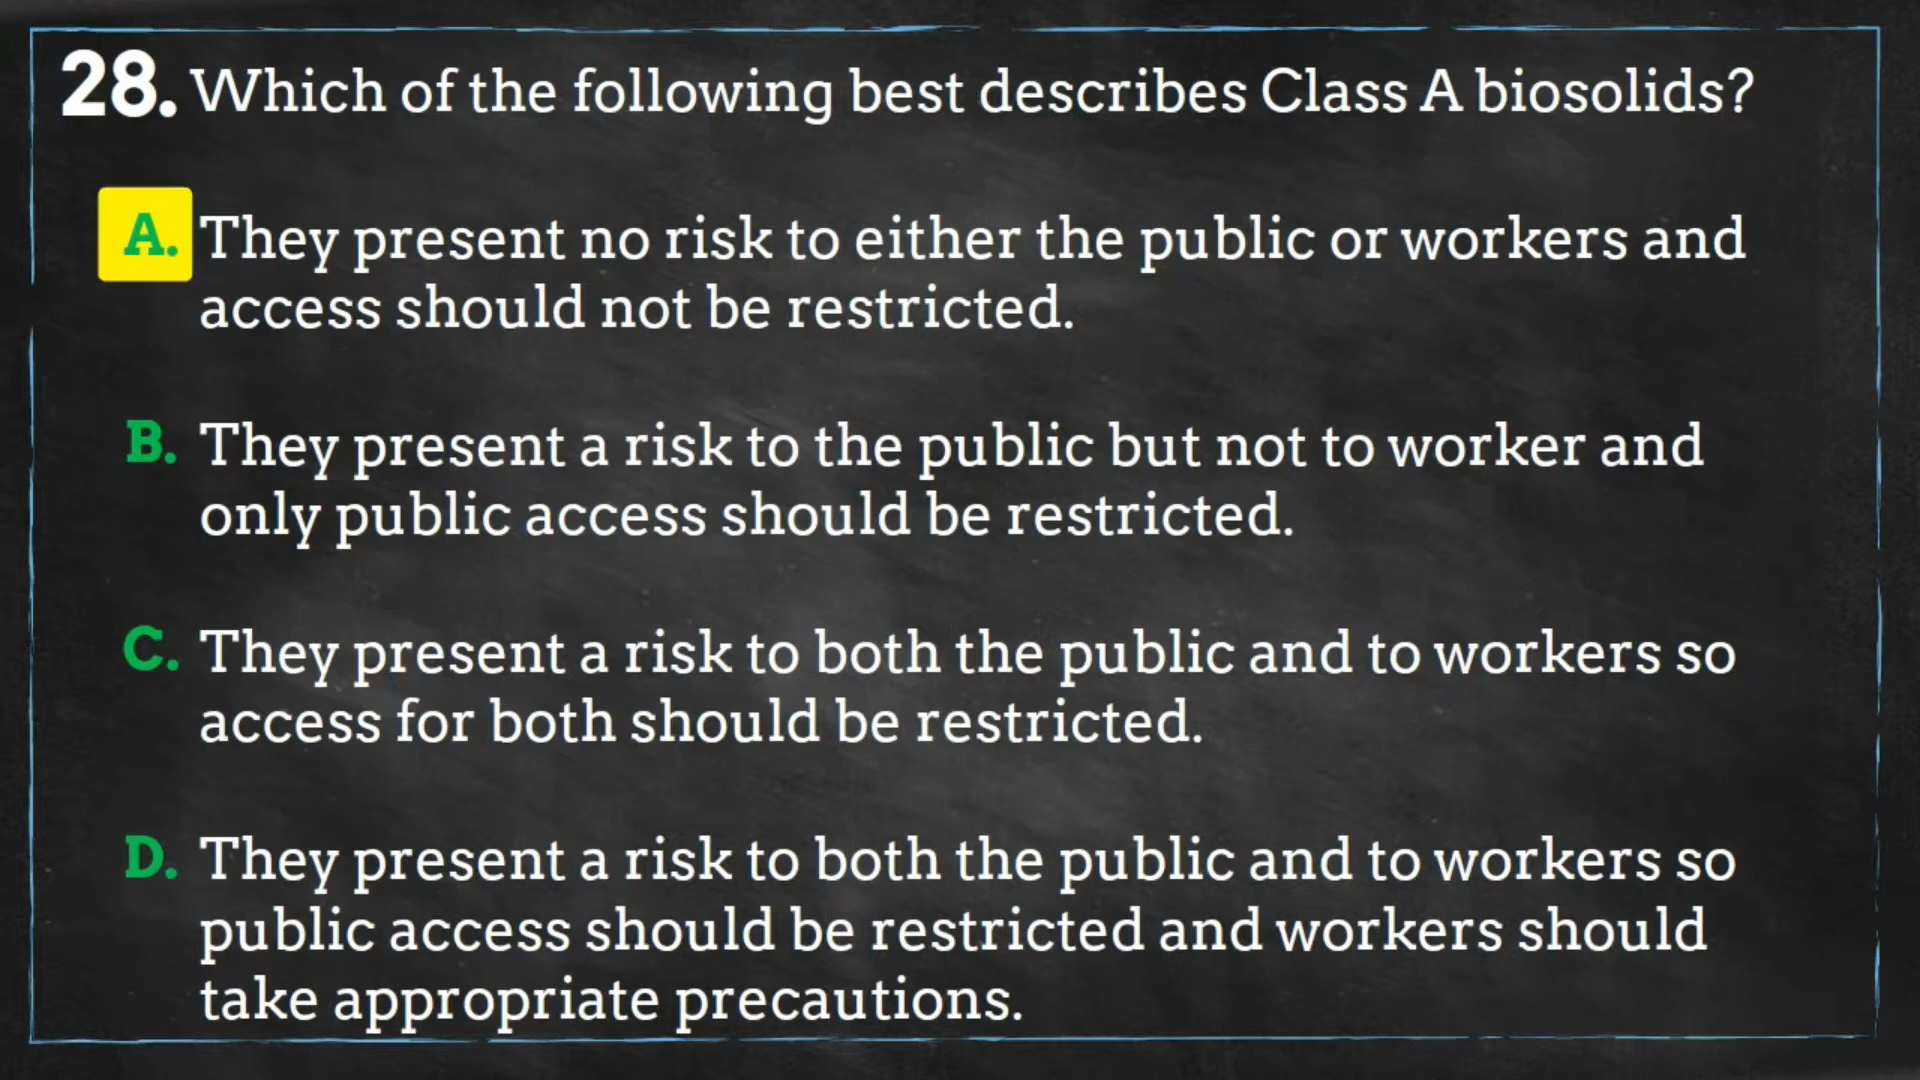 28. Which of the following best describes Class A biosolids?
A. They present no risk to either the public or workers and
access should not be restricted.
B. They present a risk to the public but not to worker and
only public access should be restricted.
C. They present a risk to both the public and to workers so
access for both should be restricted.
D. They present a risk to both the public and to workers so
public access should be restricted and workers should
take appropriate precautions.